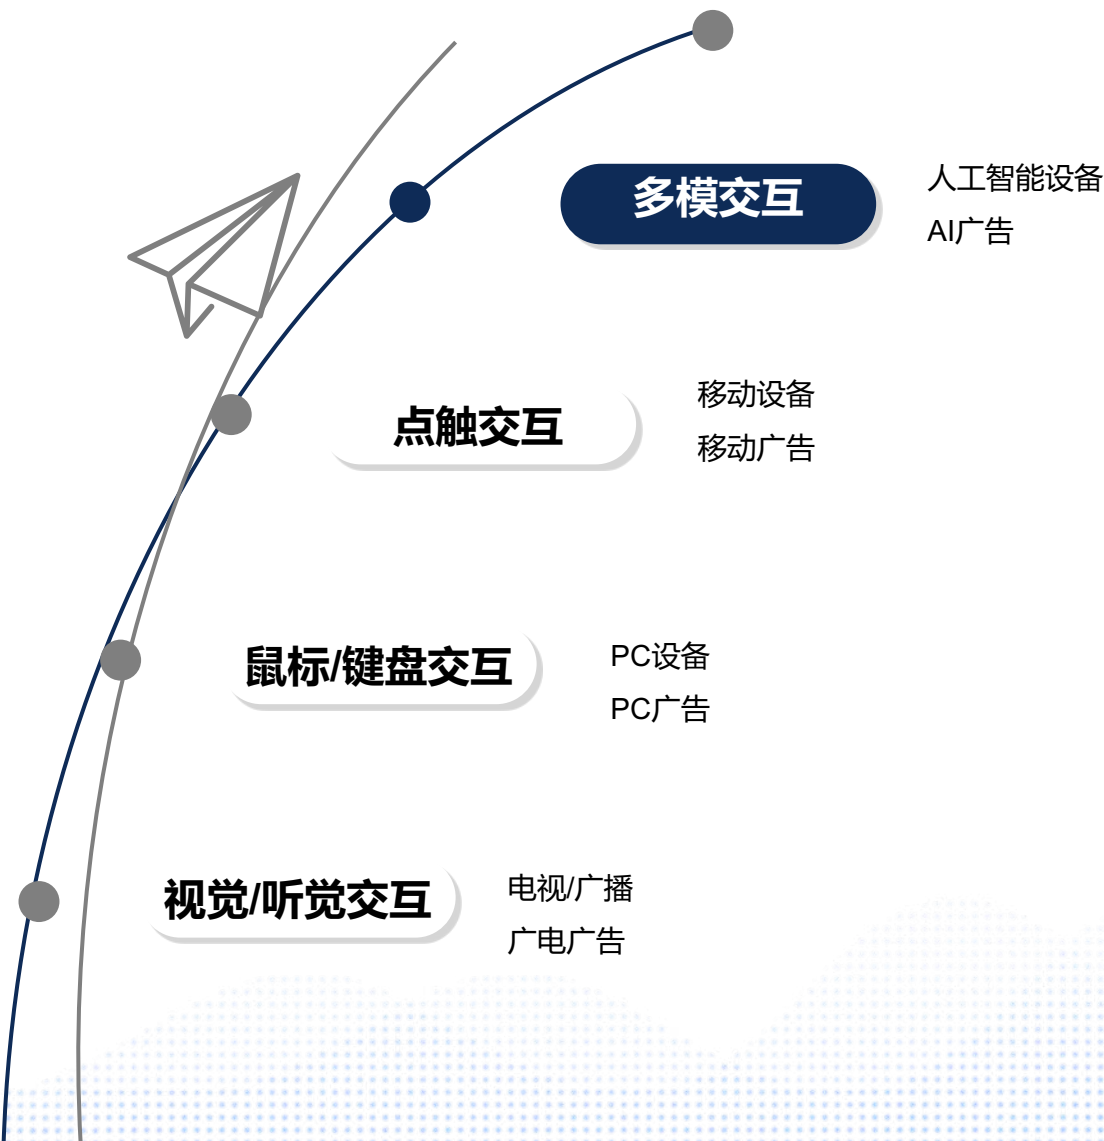 多模交互
人工智能设备
AI广告
点触交互
移动设备
移动广告
鼠标/键盘交互
PC设备
PC广告
视觉/听觉交互
电视/广播
广电广告